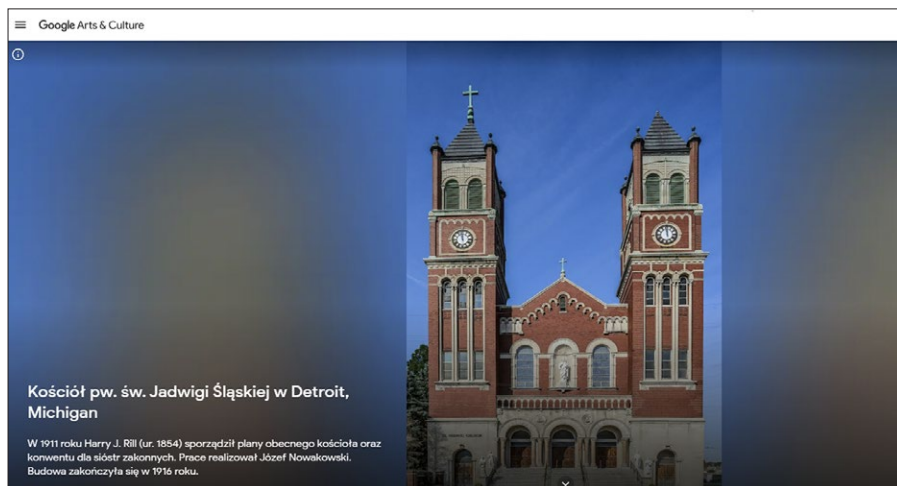 Google Arts & Culture
Kościół pw. św. Jadwigi Śląskiej w Detroit,
Michigan
W 1911 roku Harry J. Rill (ur. 1854) sporządził plany obecnego kościoła oraz
konwentu dla sióstr zakonnych. Prace realizował Józef Nowakowski.
Budowa zakończyła się w 1916 roku.